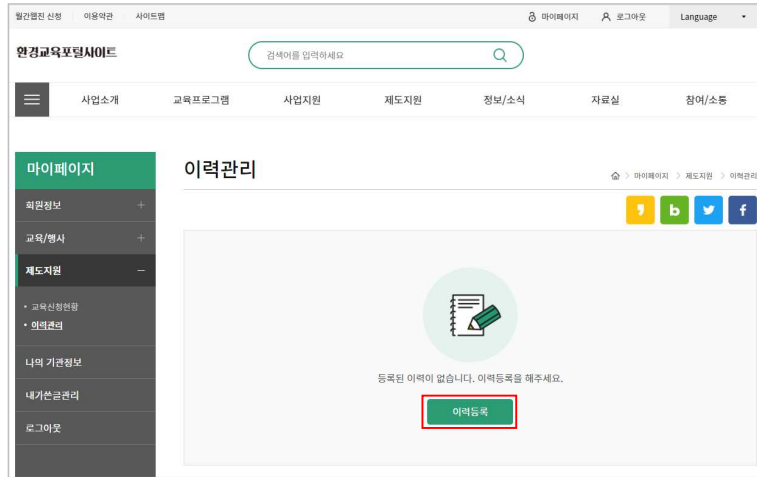 월간웹진 신청 이용약관 사이트맵 마이페이지 로그아웃 Language
환경교육포털사이트
검색어를 입력하세요
사업소개 교육프로그램 사업지원 제도지원 정보/소식 자료실 참여/소통
마이페이지
이력관리
마이페이지 > 제도지원 > 이력관리
회원정보
교육/행사
제도지원
• 교육신청현황
• 이력관리
나의 기관정보
내가쓴글관리
로그아웃
등록된 이력이 없습니다. 이력등록을 해주세요.
이력등록